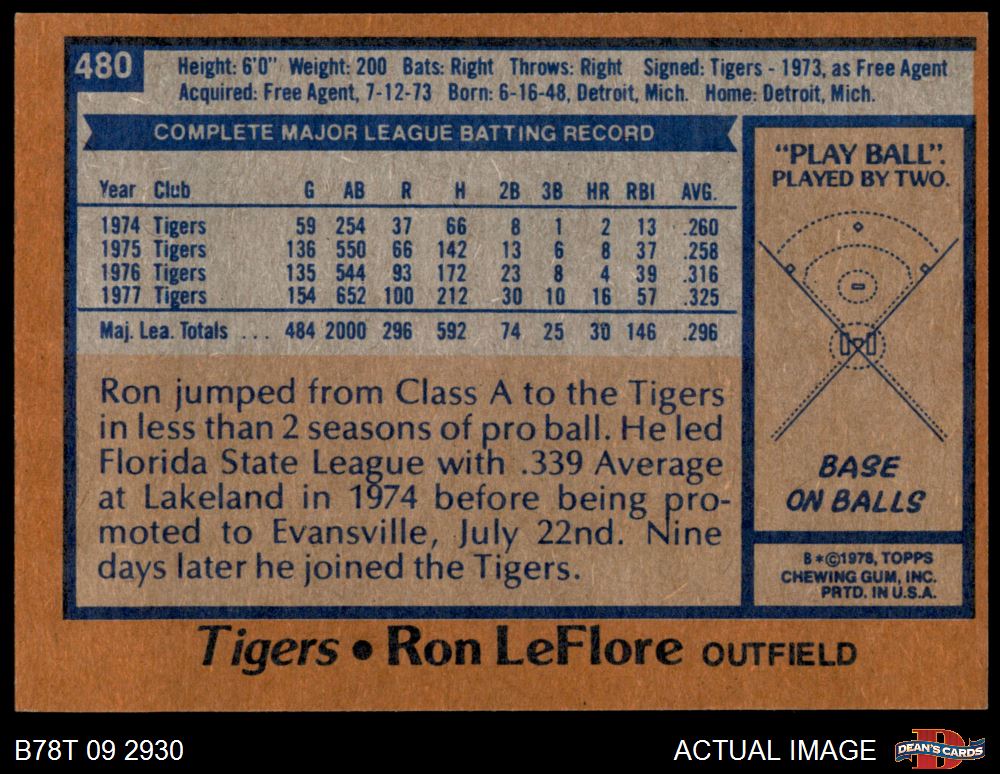 480
Height: 6'0" Weight: 200 Bats: Right Throws: Right Signed: Tigers - 1973, as Free Agent
Acquired: Free Agent, 7-12-73 Born: 6-16-48, Detroit, Mich. Home: Detroit, Mich.
COMPLETE MAJOR LEAGUE BATTING RECORD
Year Club G AB R H 2B 3B HR RBI AVG.
1974 Tigers 59 254 37 66 8 1 2 13 .260
1975 Tigers 136 550 66 142 13 6 8 37 .258
1976 Tigers 135 544 93 172 23 8 4 39 .316
1977 Tigers 154 652 100 212 30 10 16 57 .325
Maj. Lea. Totals . . . 484 2000 296 592 74 25 30 146 .296
Ron jumped from Class A to the Tigers
in less than 2 seasons of pro ball. He led
Florida State League with .339 Average
at Lakeland in 1974 before being pro-
moted to Evansville, July 22nd. Nine
days later he joined the Tigers.
"PLAY BALL".
PLAYED BY TWO.
BASE
ON BALLS
B*©1978, TOPPS
CHEWING GUM, INC.
PRTD. IN U.S.A.
Tigers • Ron LeFlore OUTFIELD
B78T 09 2930
ACTUAL IMAGE
D
DEAN'S CARDS